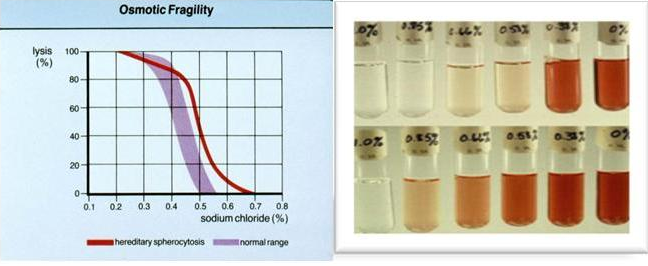 Osmotic Fragility
lysis
(%)
100
80
60
40
20
0
0.1 0.2 0.3 0.4 0.5 0.6 0.7 0.8
sodium chloride (%)
hereditary spherocytosis normal range
.0% 0.85% 0.66% 0.53% 0.38% 0%
.0% 0.85% 0.66% 0.53% 0.38% 0%